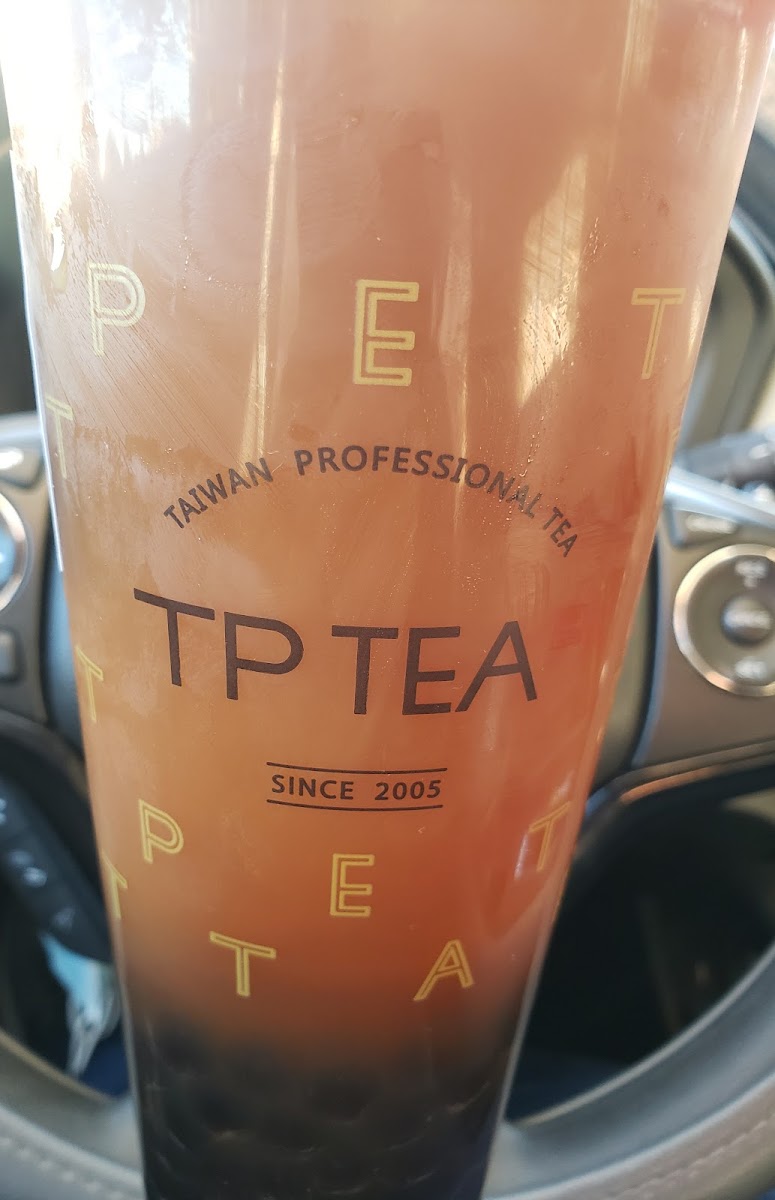 P E T
T
TAIWAN PROFESSIONAL TEA
TP TEA
T
SINCE 2005
P E T
T
T A